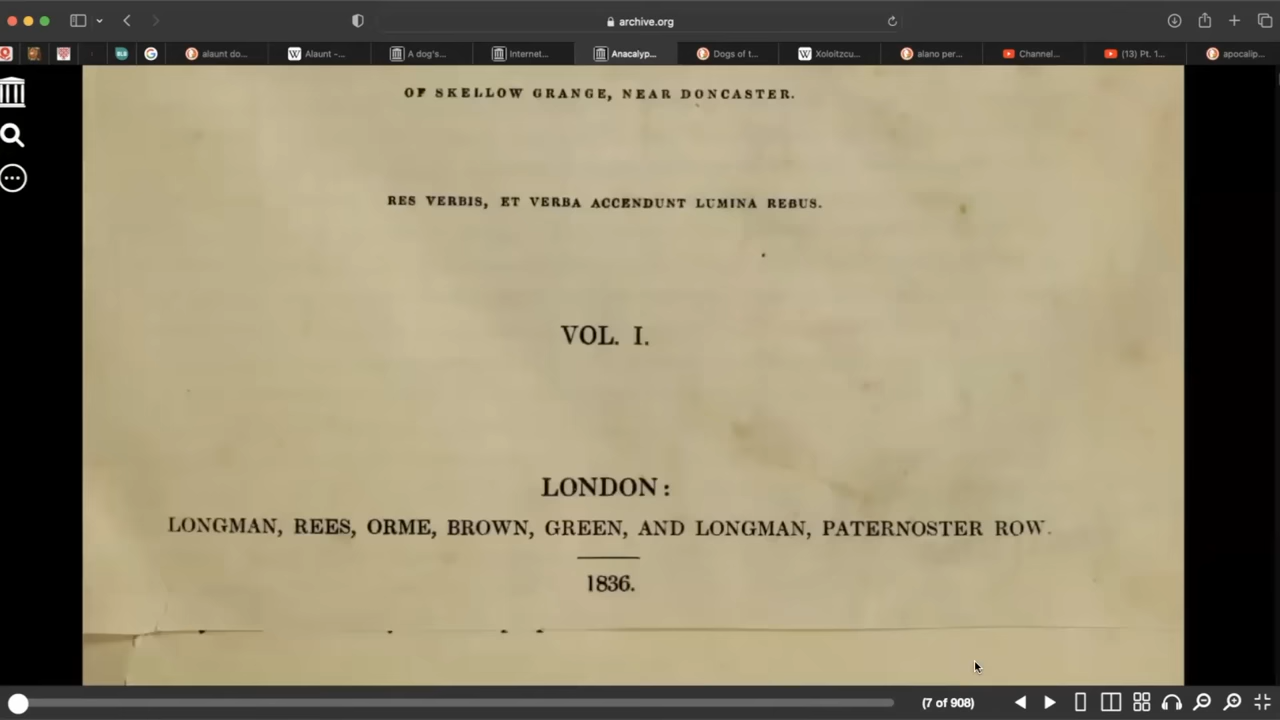 archive.org
alaunt do...
Alaunt –...
A dog's...
Internet...
Anacalyp...
Dogs of t...
Xoloitzcu...
alano per...
Channel...
(13) Pt. 1...
apocalip...
OF SKELLOW GRANGE, NEAR DONCASTER.
RES VERBIS, ET VERBA ACCENDUNT LUMINA REBUS.
VOL. I.
LONDON:
LONGMAN, REES, ORME, BROWN, GREEN, AND LONGMAN, PATERNOSTER ROW.
1836.
(7 of 908)